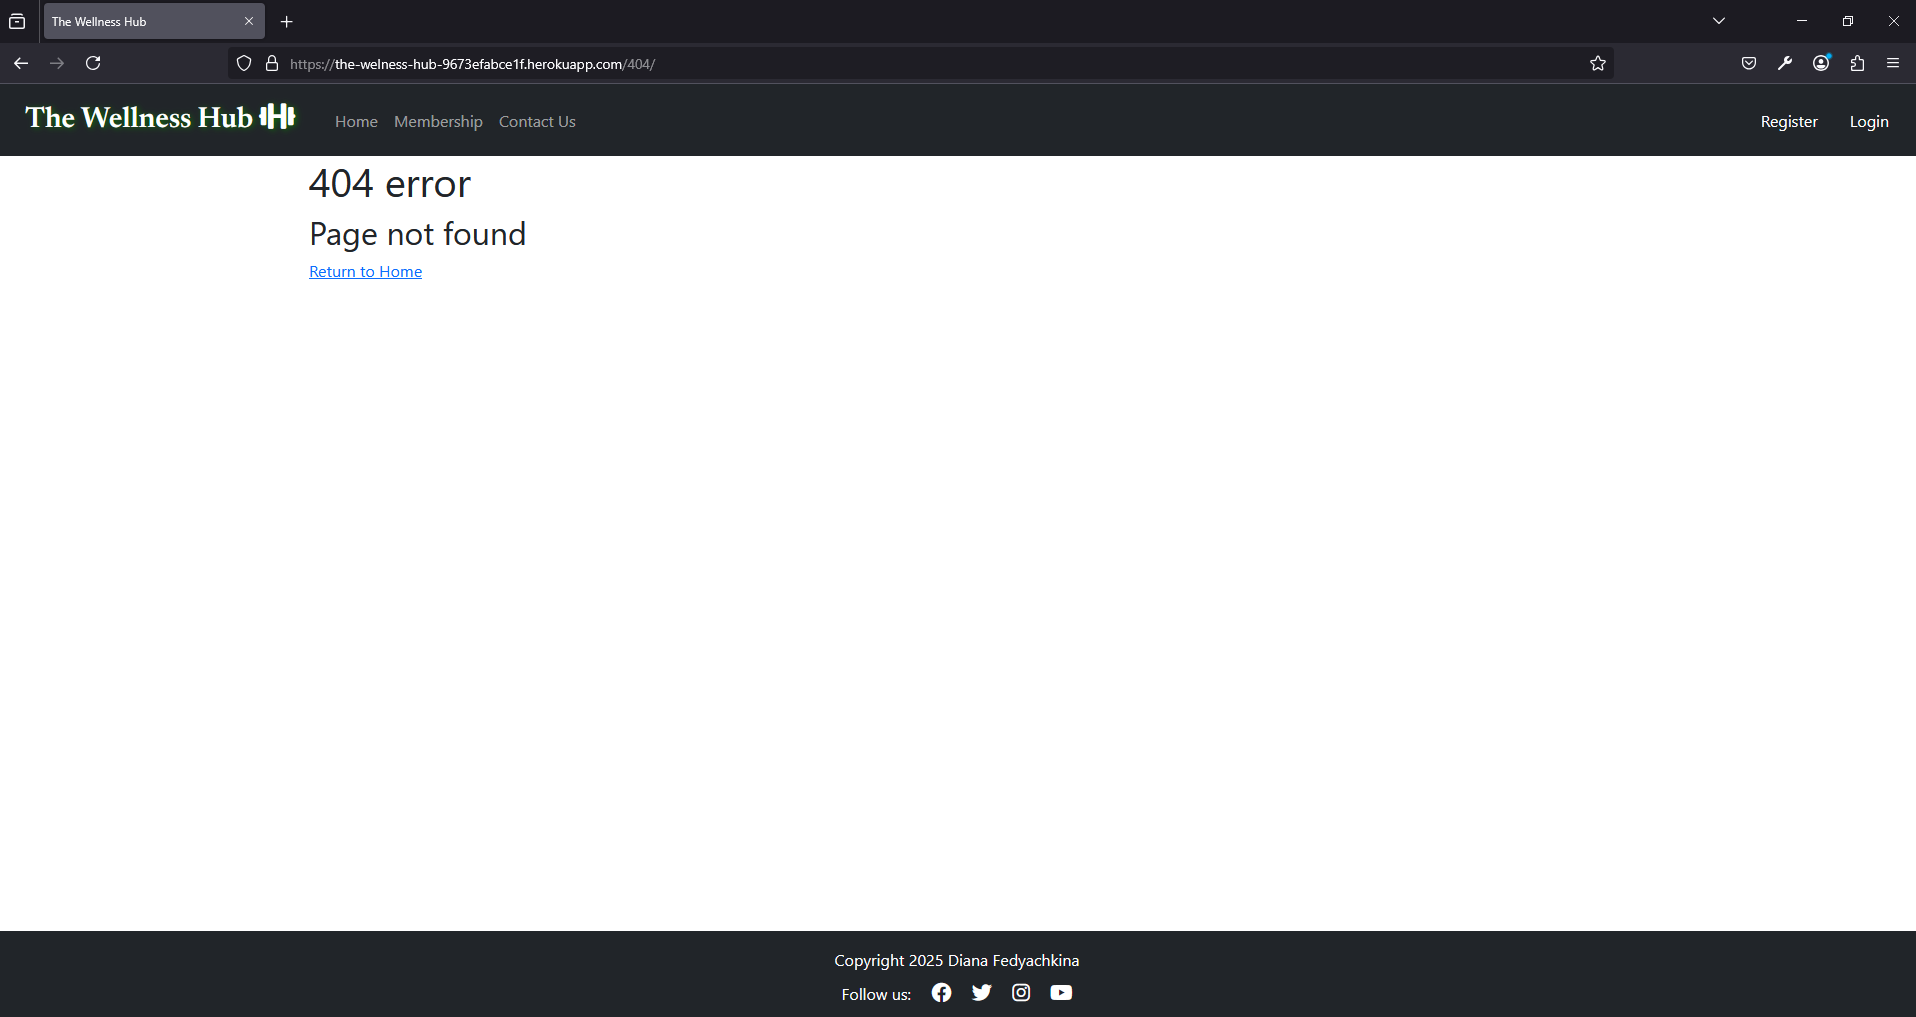 The Wellness Hub
https://the-welness-hub-9673efabce1f.herokuapp.com/404/
The Wellness Hub Home Membership Contact Us Register Login
404 error
Page not found
Return to Home
Copyright 2025 Diana Fedyachkina
Follow us: